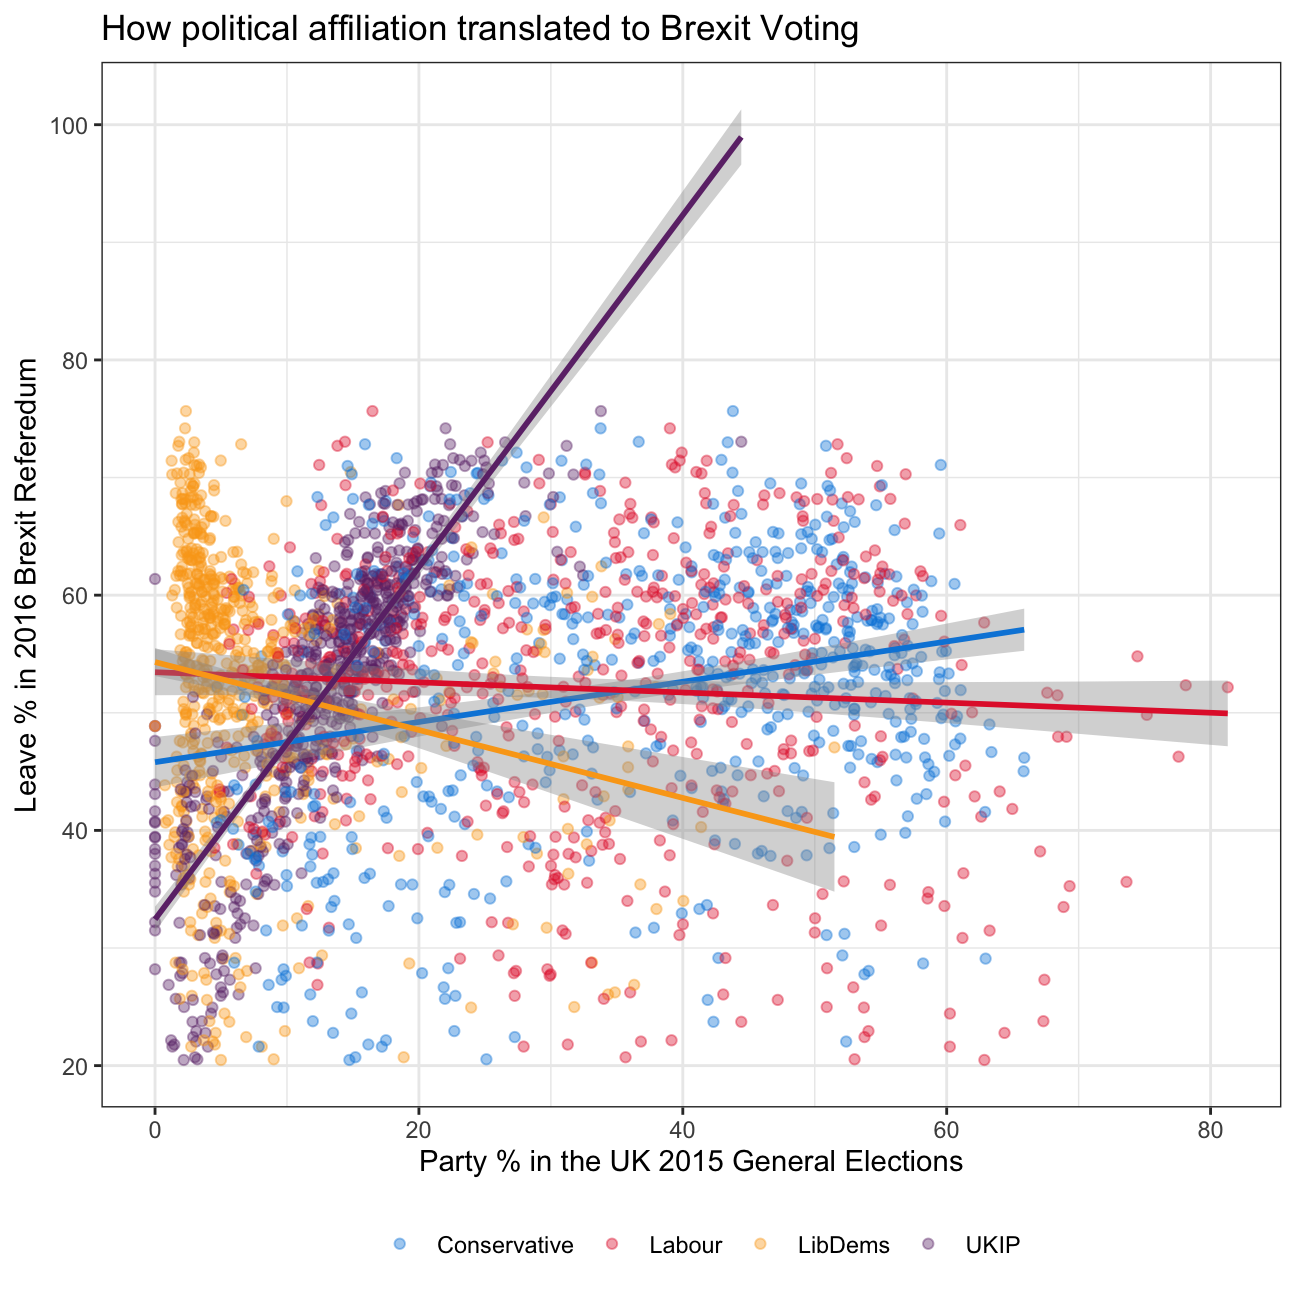 How political affiliation translated to Brexit Voting
Leave % in 2016 Brexit Referedum
100
80
60
40
20
0 20 40 60 80
Party % in the UK 2015 General Elections
Conservative Labour LibDems UKIP